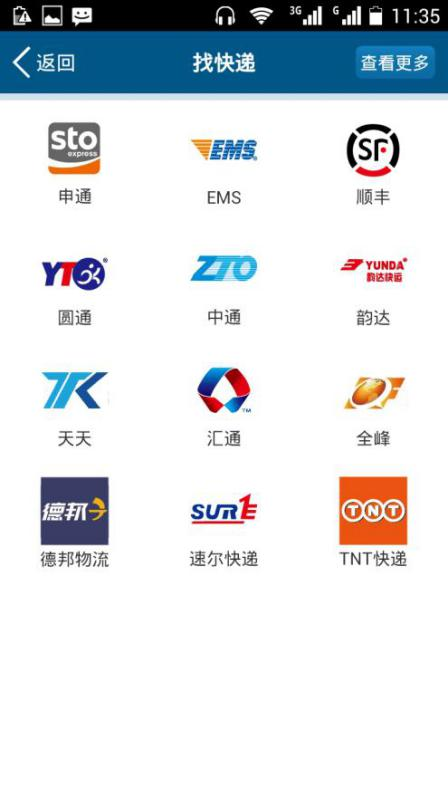 3G G 11:35
返回 找快递 查看更多
sto
express
EMS
SF
申通 EMS 顺丰
YTO
ZTO
YUNDA
韵达快运
圆通 中通 韵达
TK
TM
天天 汇通 全峰
德邦
SURE
TNT
德邦物流 速尔快递 TNT快递